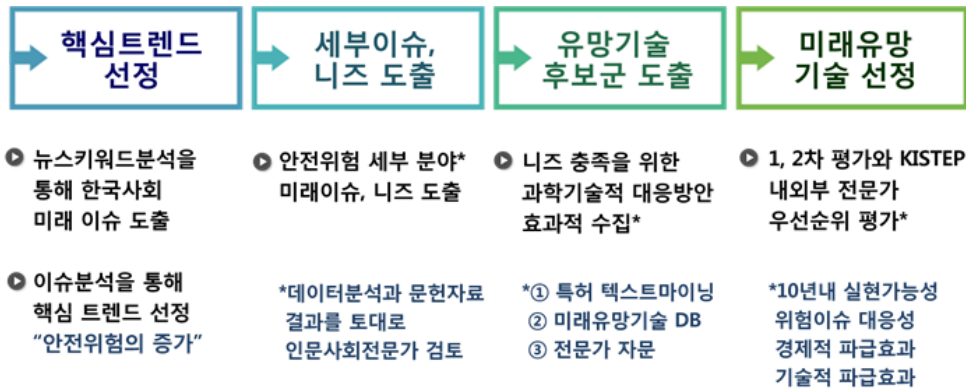 핵심트렌드
선정
세부이슈,
니즈 도출
유망기술
후보군 도출
미래유망
기술 선정
뉴스키워드분석을
통해 한국사회
미래 이슈 도출
이슈분석을 통해
핵심 트렌드 선정
“안전위험의 증가”
안전위험 세부 분야*
미래이슈, 니즈 도출
*데이터분석과 문헌자료
결과를 토대로
인문사회전문가 검토
니즈 충족을 위한
과학기술적 대응방안
효과적 수집*
*① 특허 텍스트마이닝
② 미래유망기술 DB
③ 전문가 자문
1, 2차 평가와 KISTEP
내외부 전문가
우선순위 평가*
*10년내 실현가능성
위험이슈 대응성
경제적 파급효과
기술적 파급효과